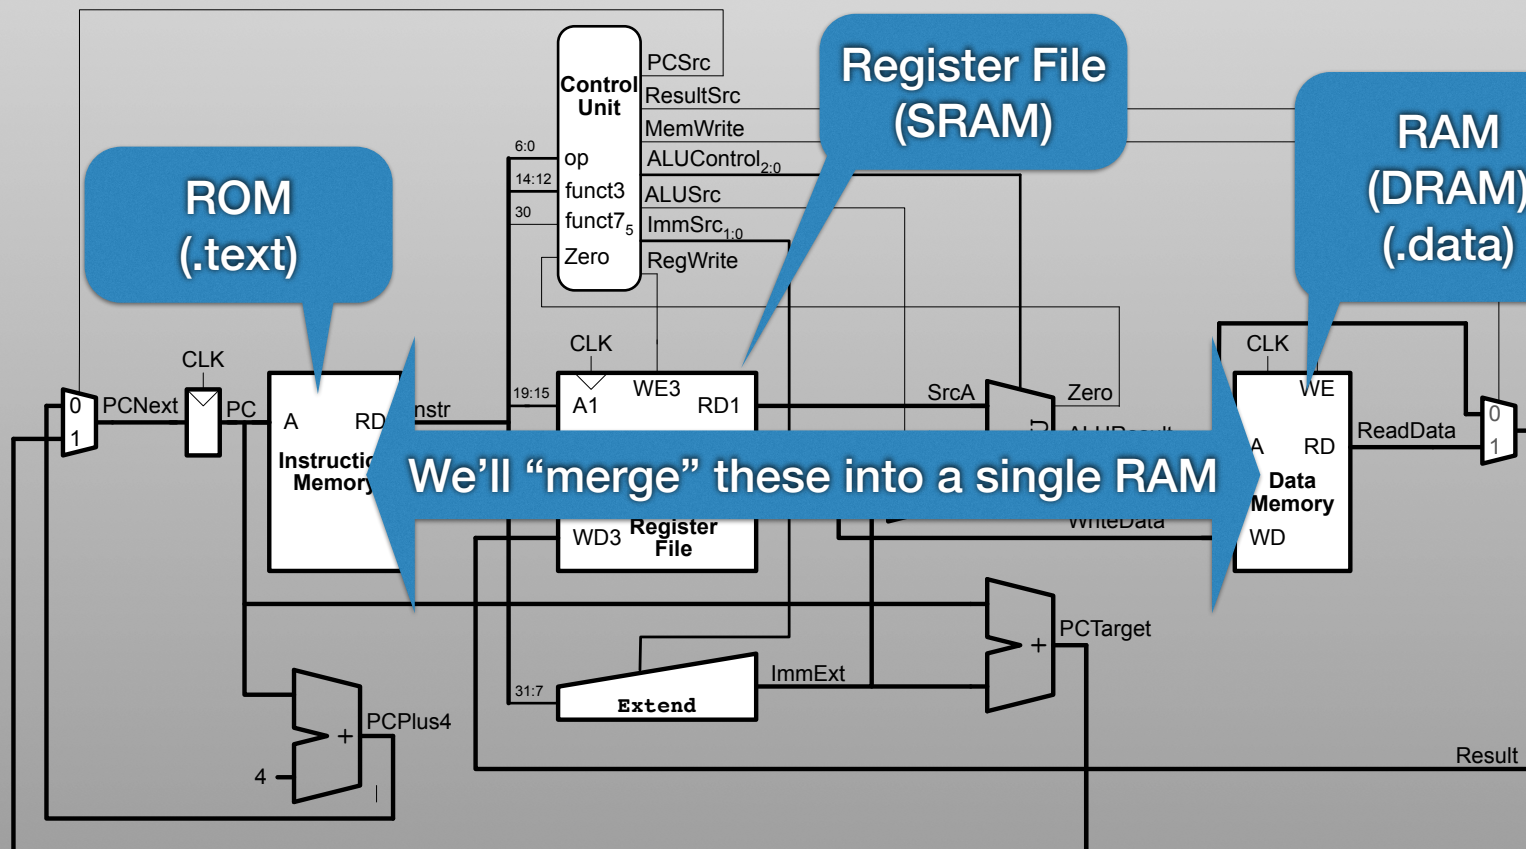 PCSrc
Control
Unit
ResultSrc
MemWrite
ALUControl2:0
ALUSrc
ImmSrc1:0
RegWrite
6:0
op
14:12
funct3
30
funct75
Zero
Register File
(SRAM)
RAM
(DRAM)
(.data)
ROM
(.text)
CLK
CLK
CLK
0
1
PCNext
PC
A
RD
Instr
Memory
19:15
A1
WE3
RD1
SrcA
Zero
WE
A
RD
ReadData
0
1
We'll “merge” these into a single RAM
Data
Memory
WD3
Register
File
WriteData
WD
PCTarget
+
ImmExt
31:7
Extend
PCPlus4
+
4
Result